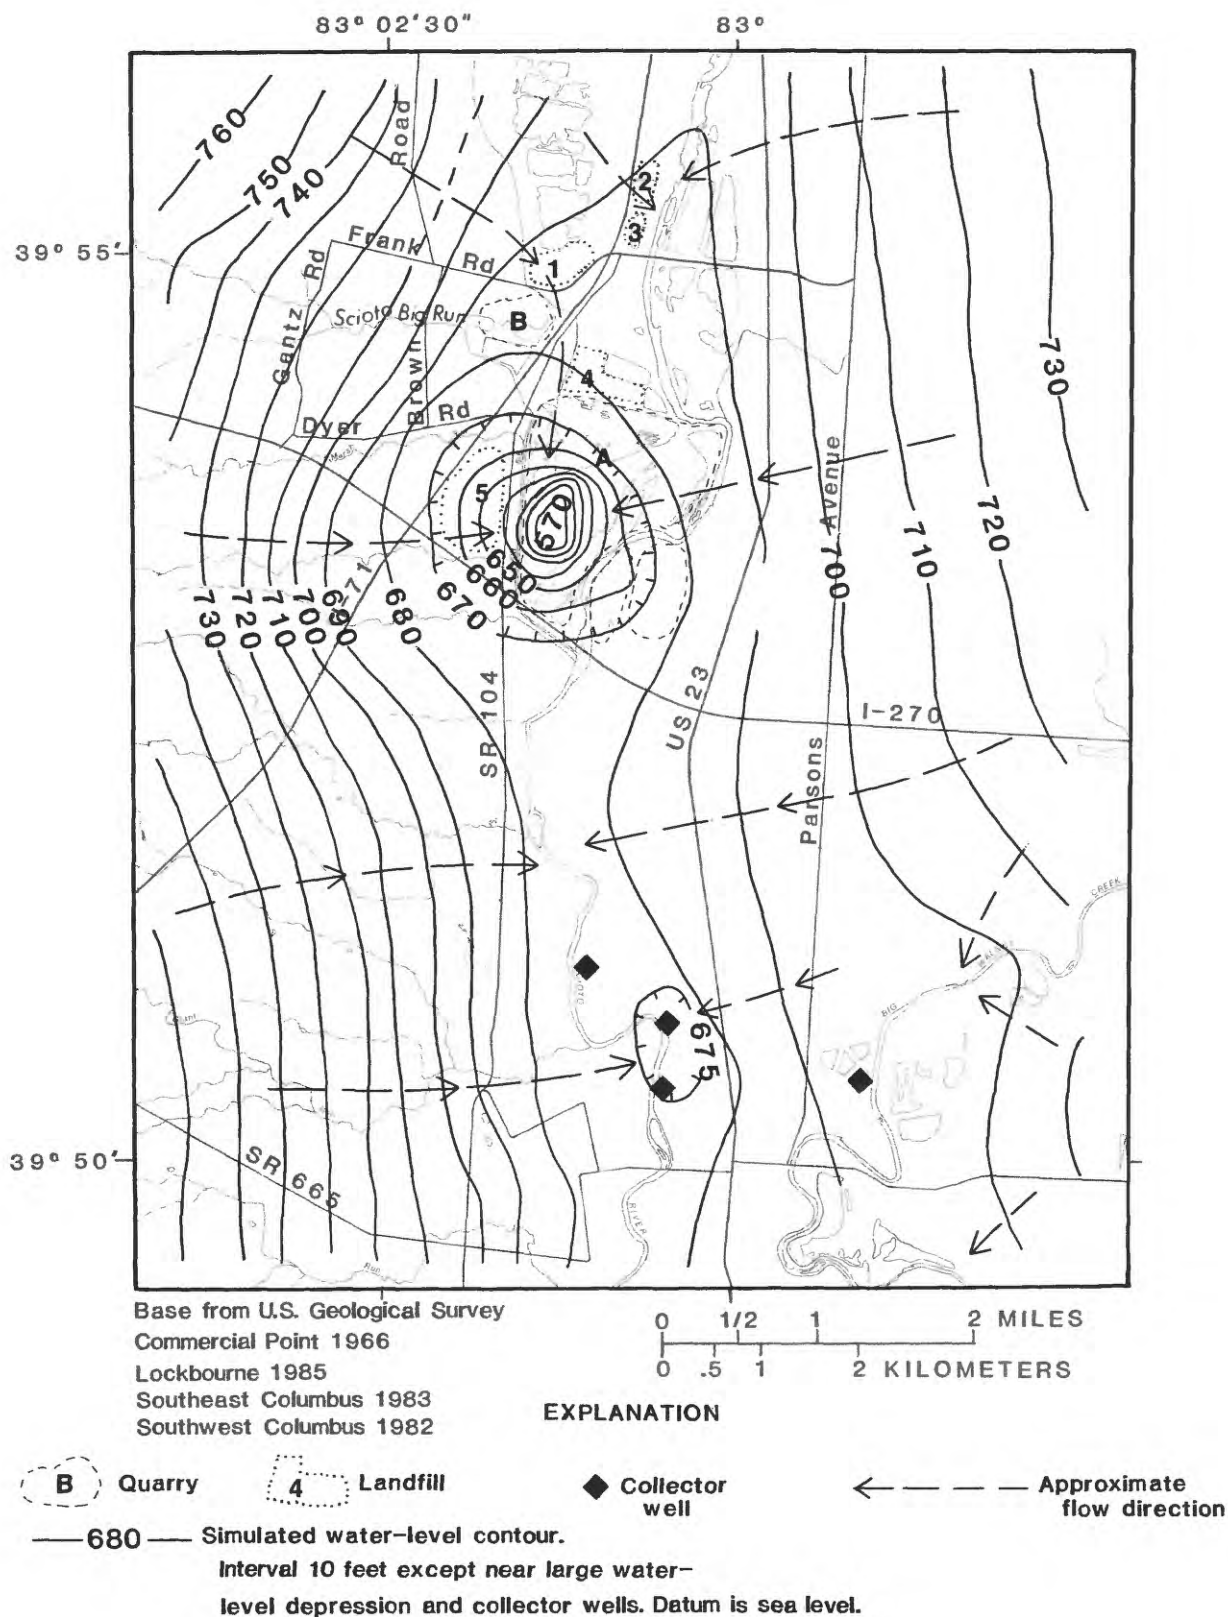 83° 02'30"
83°
760
750
740
Road
2
3
39° 55'
Frank
Rd
1
Rd
Scioto Big Run
B
Gantz
Brown
4
730
Dyer
Rd
A
5
570
Avenue
720
710
700
650
660
670
I-71
730
720
710
700
690
680
SR 104
US 23
I-270
Parsons
CREEK
BIG
675
39° 50'
SR 665
RIVER
Run
Base from U.S. Geological Survey
Commercial Point 1966
Lockbourne 1985
Southeast Columbus 1983
Southwest Columbus 1982
0 1/2 1 2 MILES
0 .5 1 2 KILOMETERS
EXPLANATION
B Quarry
4 Landfill
Collector
well
Approximate
flow direction
680 Simulated water-level contour.
Interval 10 feet except near large water-
level depression and collector wells. Datum is sea level.